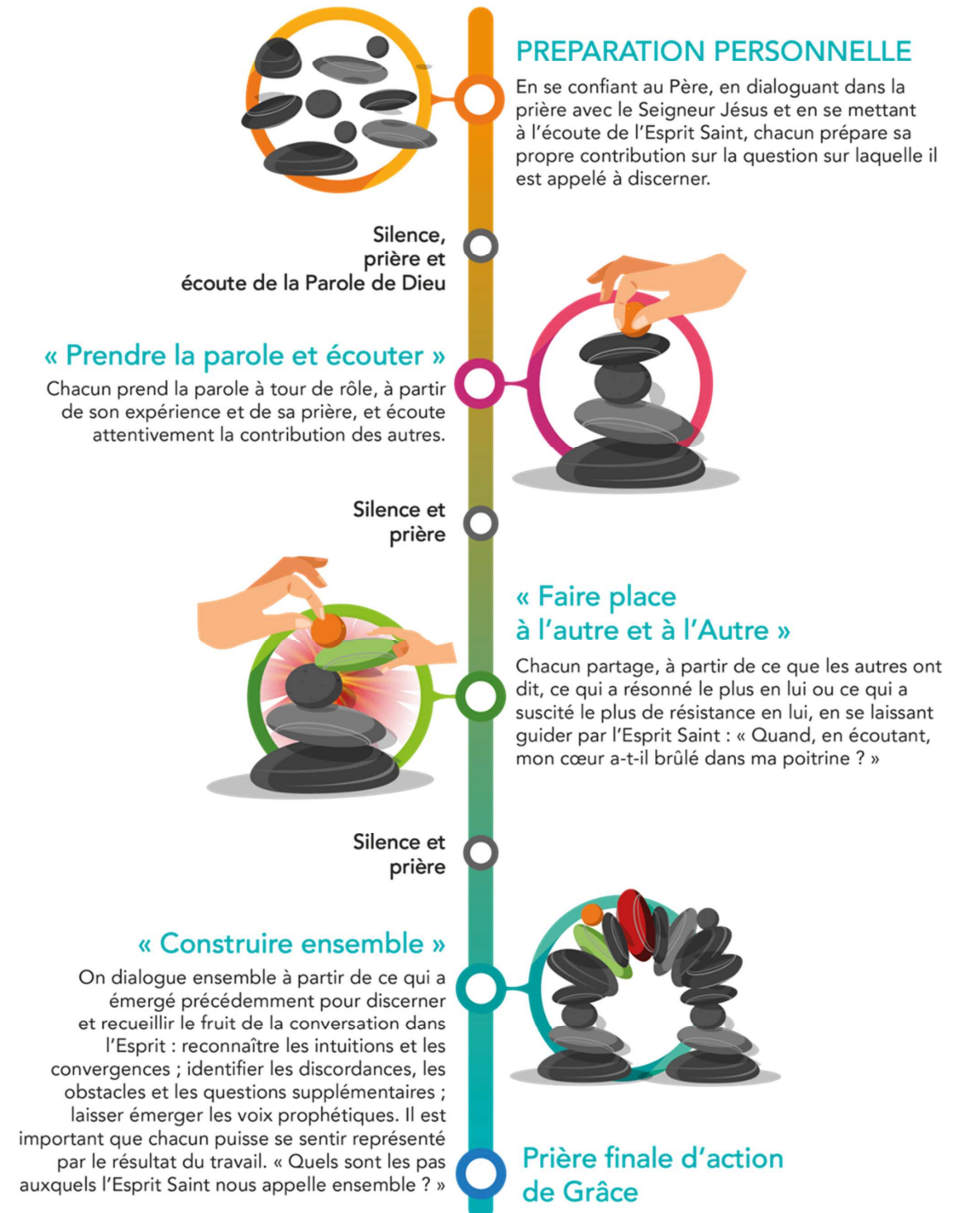 PREPARATION PERSONNELLE
En se confiant au Père, en dialoguant dans la
prière avec le Seigneur Jésus et en se mettant
à l’écoute de l’Esprit Saint, chacun prépare sa
propre contribution sur la question sur laquelle il
est appelé à discerner.
Silence,
prière et
écoute de la Parole de Dieu
« Prendre la parole et écouter »
Chacun prend la parole à tour de rôle, à partir
de son expérience et de sa prière, et écoute
attentivement la contribution des autres.
Silence et
prière
« Faire place
à l’autre et à l’Autre »
Chacun partage, à partir de ce que les autres ont
dit, ce qui a résonné le plus en lui ou ce qui a
suscité le plus de résistance en lui, en se laissant
guider par l’Esprit Saint : « Quand, en écoutant,
mon cœur a-t-il brûlé dans ma poitrine ? »
Silence et
prière
« Construire ensemble »
On dialogue ensemble à partir de ce qui a
émergé précédemment pour discerner
et recueillir le fruit de la conversation dans
l’Esprit : reconnaître les intuitions et les
convergences ; identifier les discordances, les
obstacles et les questions supplémentaires ;
laisser émerger les voix prophétiques. Il est
important que chacun puisse se sentir représenté
par le résultat du travail. « Quels sont les pas
auxquels l’Esprit Saint nous appelle ensemble ? »
Prière finale d’action
de Grâce